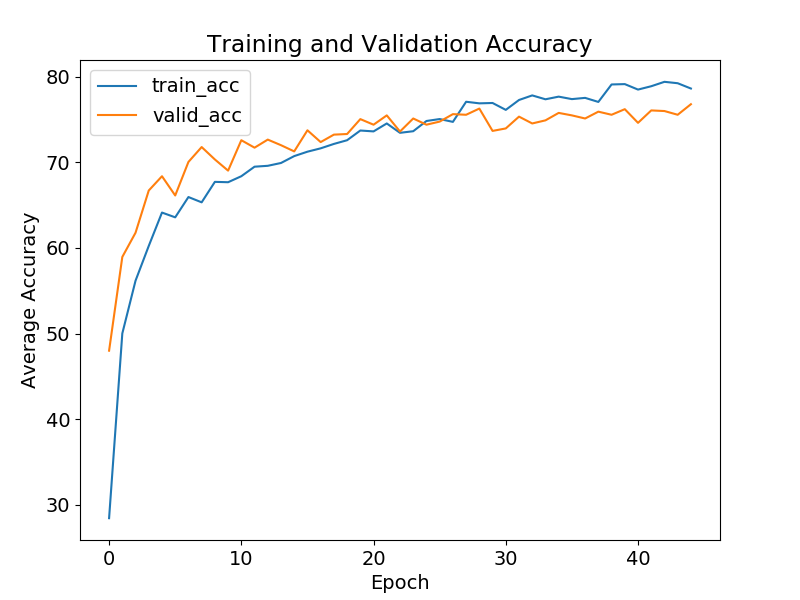 Training and Validation Accuracy
train_acc
valid_acc
80
70
60
50
40
30
Average Accuracy
0 10 20 30 40
Epoch